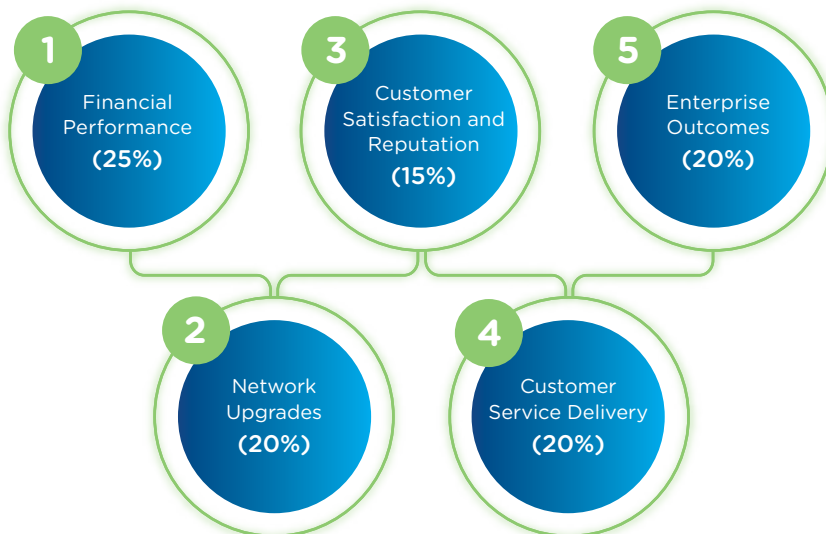 1
Financial
Performance
(25%)
2
Network
Upgrades
(20%)
3
Customer
Satisfaction and
Reputation
(15%)
4
Customer
Service Delivery
(20%)
5
Enterprise
Outcomes
(20%)